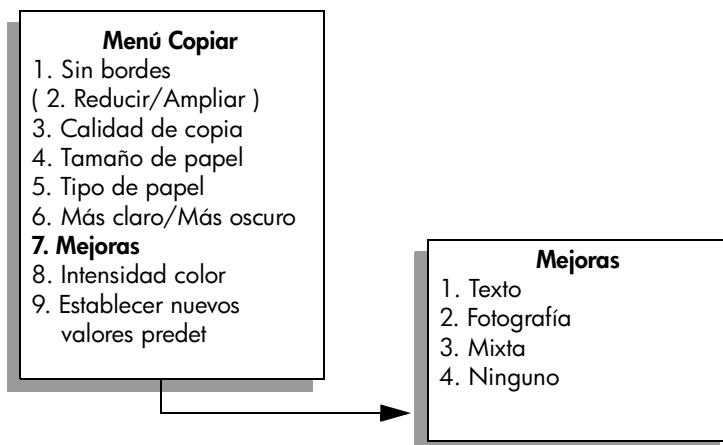 Menú Copiar
1. Sin bordes
( 2. Reducir/Ampliar )
3. Calidad de copia
4. Tamaño de papel
5. Tipo de papel
6. Más claro/Más oscuro
7. Mejoras
8. Intensidad color
9. Establecer nuevos
valores predet
Mejoras
1. Texto
2. Fotografía
3. Mixta
4. Ninguno